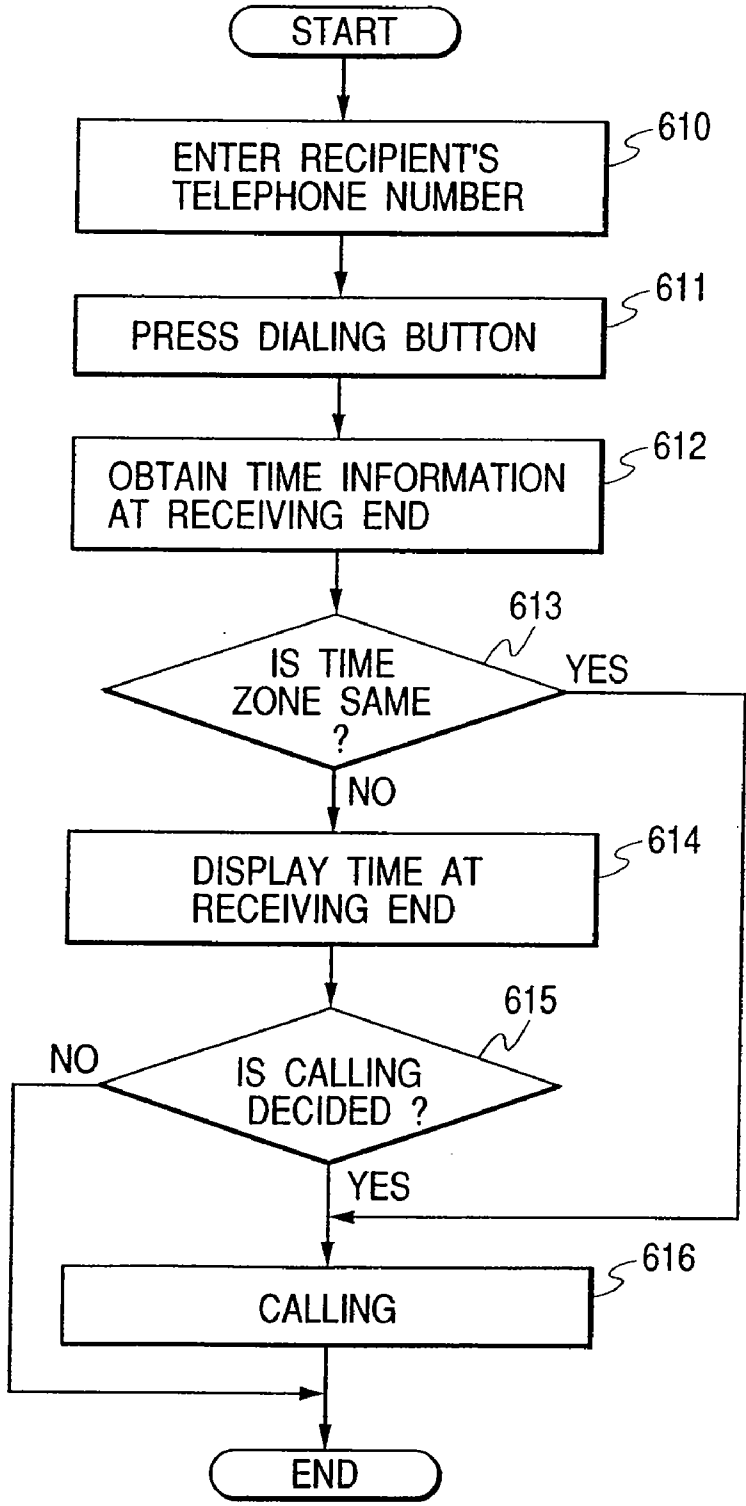 START
610
ENTER RECIPIENT'S
TELEPHONE NUMBER
611
PRESS DIALING BUTTON
612
OBTAIN TIME INFORMATION
AT RECEIVING END
613
IS TIME
ZONE SAME
?
YES
NO
614
DISPLAY TIME AT
RECEIVING END
615
NO
IS CALLING
DECIDED ?
YES
616
CALLING
END